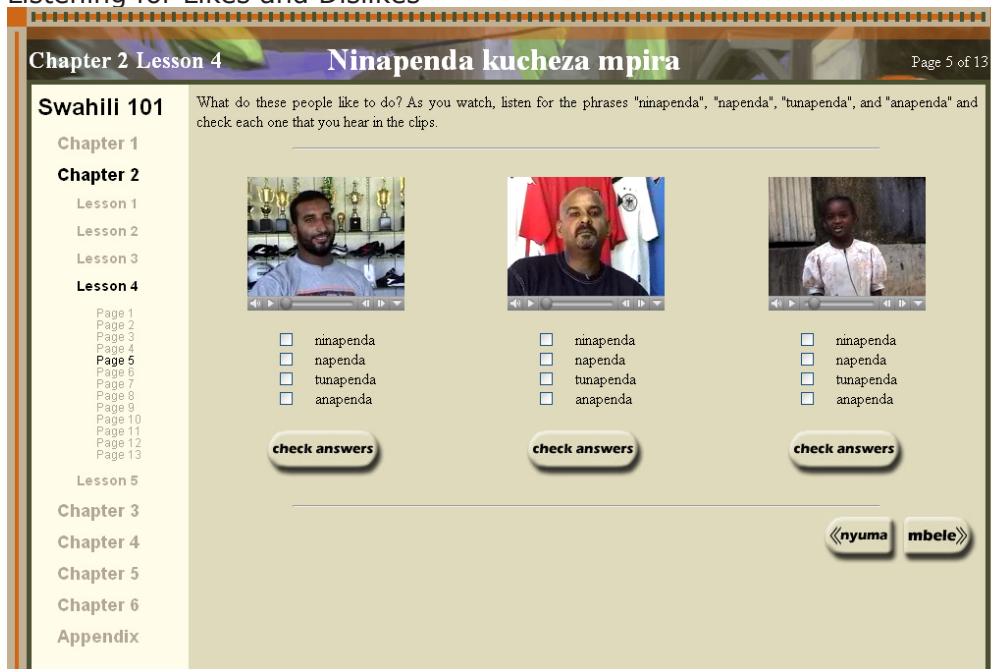 Listening for Likes and Dislikes
Chapter 2 Lesson 4
Ninapenda kucheza mpira
Page 5 of 13
Swahili 101
Chapter 1
Chapter 2
Lesson 1
Lesson 2
Lesson 3
Lesson 4
Page 1
Page 2
Page 3
Page 4
Page 5
Page 6
Page 7
Page 8
Page 9
Page 10
Page 11
Page 12
Page 13
Lesson 5
Chapter 3
Chapter 4
Chapter 5
Chapter 6
Appendix
What do these people like to do? As you watch, listen for the phrases "ninapenda", "napenda", "tunapenda", and "anapenda" and
check each one that you hear in the clips.
ninapenda
napenda
tunapenda
anapenda
check answers
ninapenda
napenda
tunapenda
anapenda
check answers
ninapenda
napenda
tunapenda
anapenda
check answers
«nyuma
mbele»